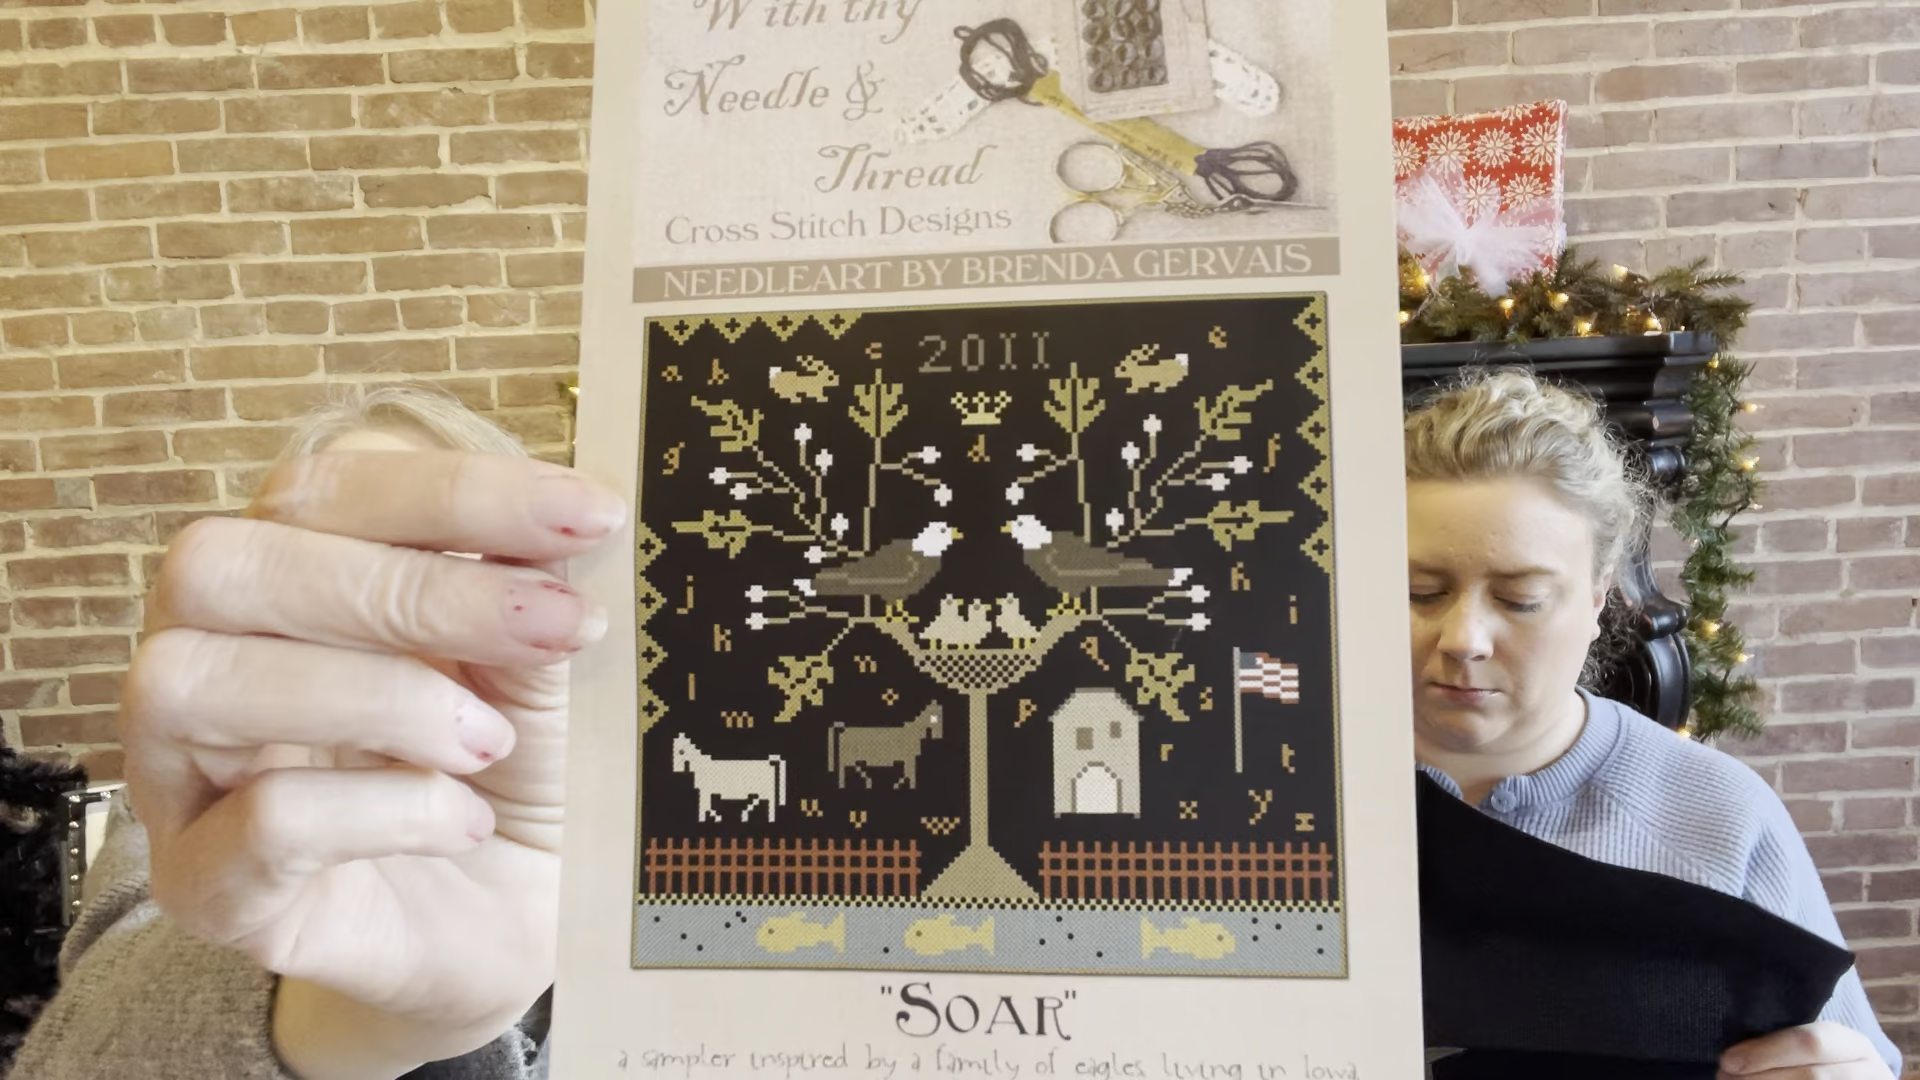 With thy
Needle &
Thread
Cross Stitch Designs
NEEDLEART BY BRENDA GERVAIS
2011
a b c e
g d f
j h i
k n q
l m o p s
r t
u v w x y z
"SOAR"
a sampler inspired by a family of eagles living in Iowa